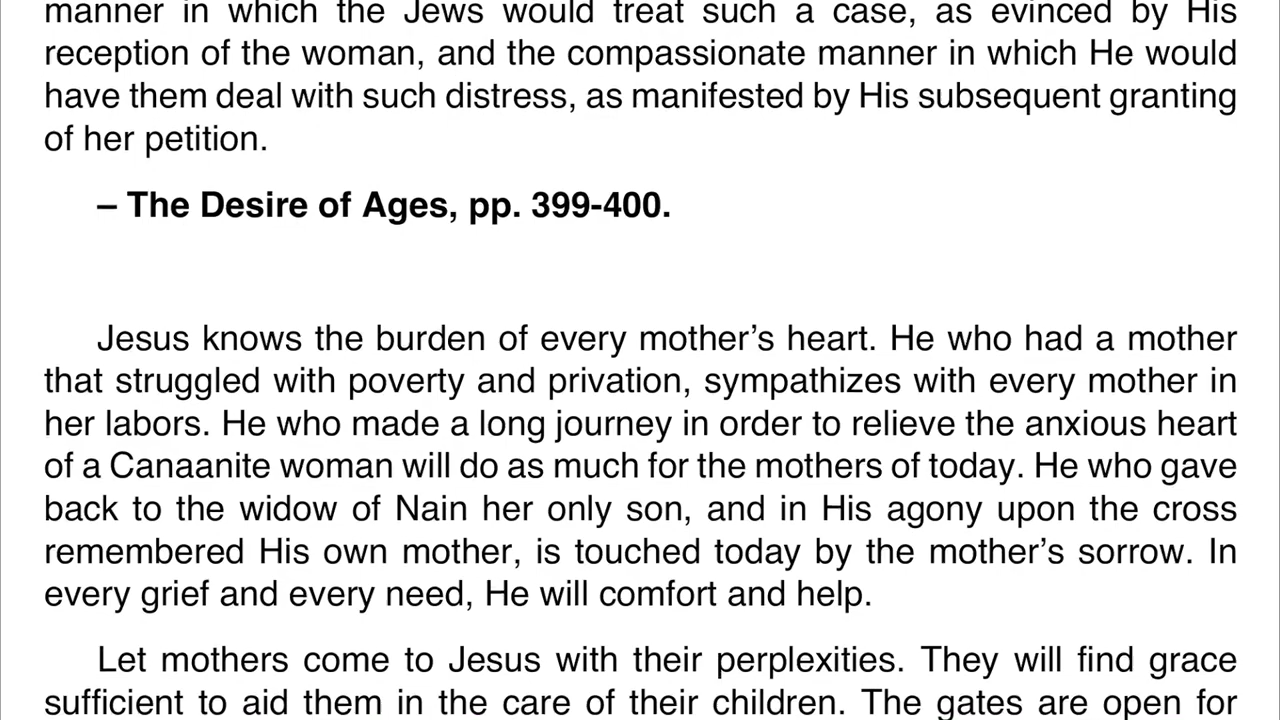 manner in which the Jews would treat such a case, as evinced by His
reception of the woman, and the compassionate manner in which He would
have them deal with such distress, as manifested by His subsequent granting
of her petition.
– The Desire of Ages, pp. 399-400.
Jesus knows the burden of every mother’s heart. He who had a mother
that struggled with poverty and privation, sympathizes with every mother in
her labors. He who made a long journey in order to relieve the anxious heart
of a Canaanite woman will do as much for the mothers of today. He who gave
back to the widow of Nain her only son, and in His agony upon the cross
remembered His own mother, is touched today by the mother’s sorrow. In
every grief and every need, He will comfort and help.
Let mothers come to Jesus with their perplexities. They will find grace
sufficient to aid them in the care of their children. The gates are open for